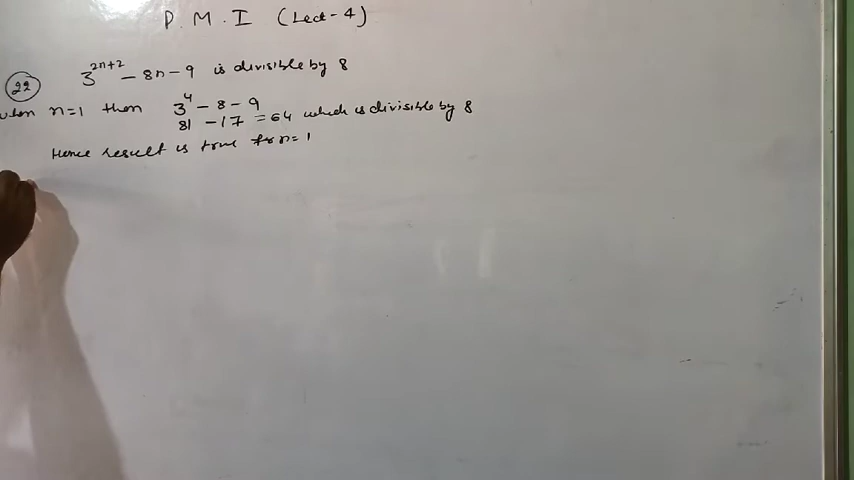 P. M. I (Lect-4)
22 3^{2n+2} - 8n - 9 is divisible by 8
when n=1 then 3^4 - 8 - 9
81 - 17 = 64 which is divisible by 8
Hence result is true for n=1